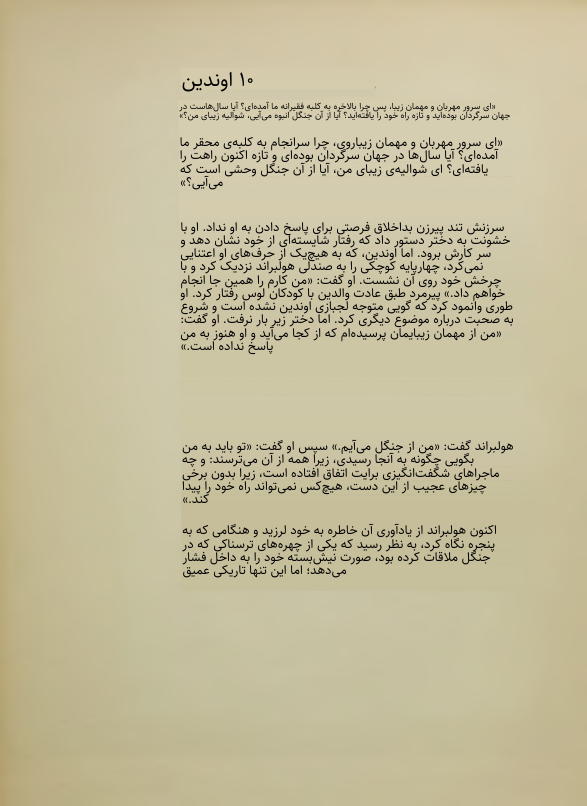 ۱۰ اوندین
«ای سرور مهربان و مهمان زیبا، پس چرا بالاخره به کلبه فقیرانه ما آمده‌ای؟ آیا سال‌هاست در
جهان سرگردان بوده‌اید و تازه راه خود را یافته‌اید؟ آیا از آن جنگل انبوه می‌آیی، شوالیه زیبای من؟»
«ای سرور مهربان و مهمان زیباروی، چرا سرانجام به کلبه‌ی محقر ما
آمده‌ای؟ آیا سال‌ها در جهان سرگردان بوده‌ای و تازه اکنون راهت را
یافته‌ای؟ ای شوالیه‌ی زیبای من، آیا از آن جنگل وحشی است که
می‌آیی؟»
سرزنش تند پیرزن بداخلاق فرصتی برای پاسخ دادن به او نداد. او با
خشونت به دختر دستور داد که رفتار شایسته‌ای از خود نشان دهد و
سر کارش برود. اما اوندین، که به هیچ‌یک از حرف‌های او اعتنایی
نمی‌کرد، چهارپایه کوچکی را به صندلی هولبراند نزدیک کرد و با
چرخش خود روی آن نشست. او گفت: «من کارم را همین جا انجام
خواهم داد.» پیرمرد طبق عادت والدین با کودکان لوس رفتار کرد. او
طوری وانمود کرد که گویی متوجه لجبازی اوندین نشده است و شروع
به صحبت درباره موضوع دیگری کرد. اما دختر زیر بار نرفت. او گفت:
«من از مهمان زیبایمان پرسیده‌ام که از کجا می‌آید و او هنوز به من
پاسخ نداده است.»
هولبراند گفت: «من از جنگل می‌آیم.» سپس او گفت: «تو باید به من
بگویی چگونه به آنجا رسیدی، زیرا همه از آن می‌ترسند: و چه
ماجراهای شگفت‌انگیزی برایت اتفاق افتاده است، زیرا بدون برخی
چیزهای عجیب از این دست، هیچ‌کس نمی‌تواند راه خود را پیدا
کند.»
اکنون هولبراند از یادآوری آن خاطره به خود لرزید و هنگامی که به
پنجره نگاه کرد، به نظر رسید که یکی از چهره‌های ترسناکی که در
جنگل ملاقات کرده بود، صورت نیش‌بسته خود را به داخل فشار
می‌دهد؛ اما این تنها تاریکی عمیق